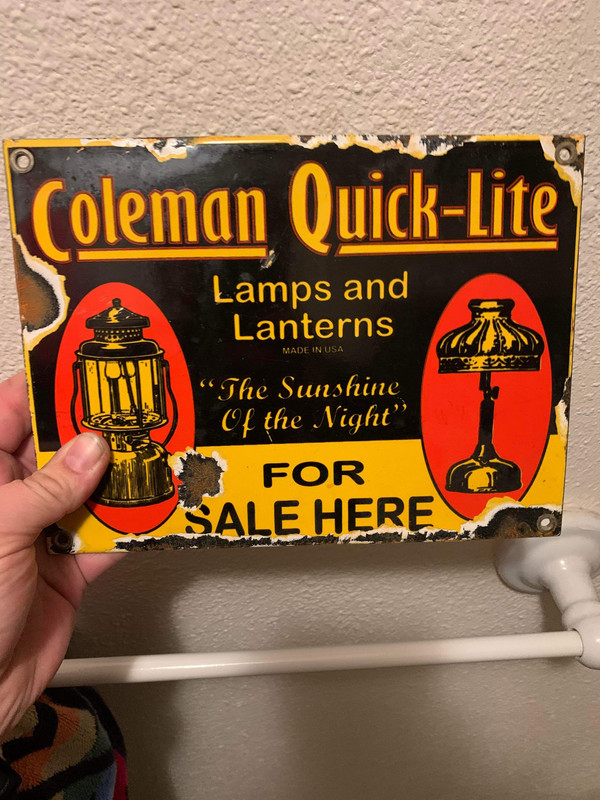 Coleman Quick-Lite
Lamps and
Lanterns
MADE IN USA
"The Sunshine
Of the Night"
FOR
SALE HERE